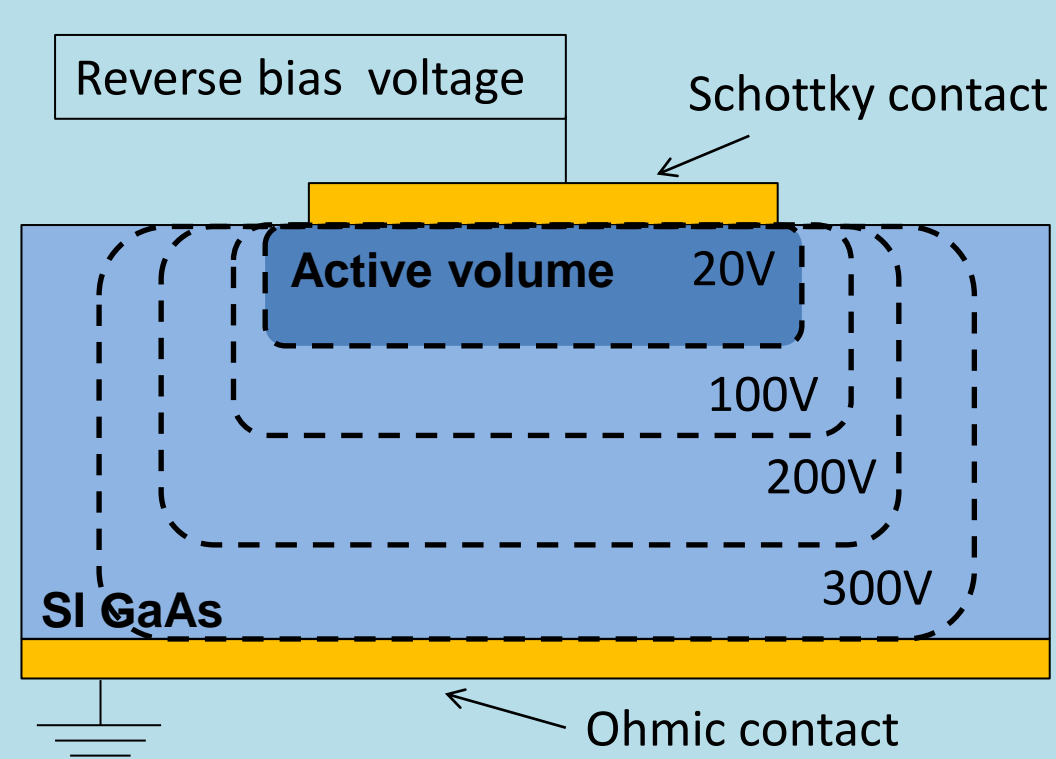 Reverse bias voltage
Schottky contact
Active volume 20V
100V
200V
300V
SI GaAs
Ohmic contact